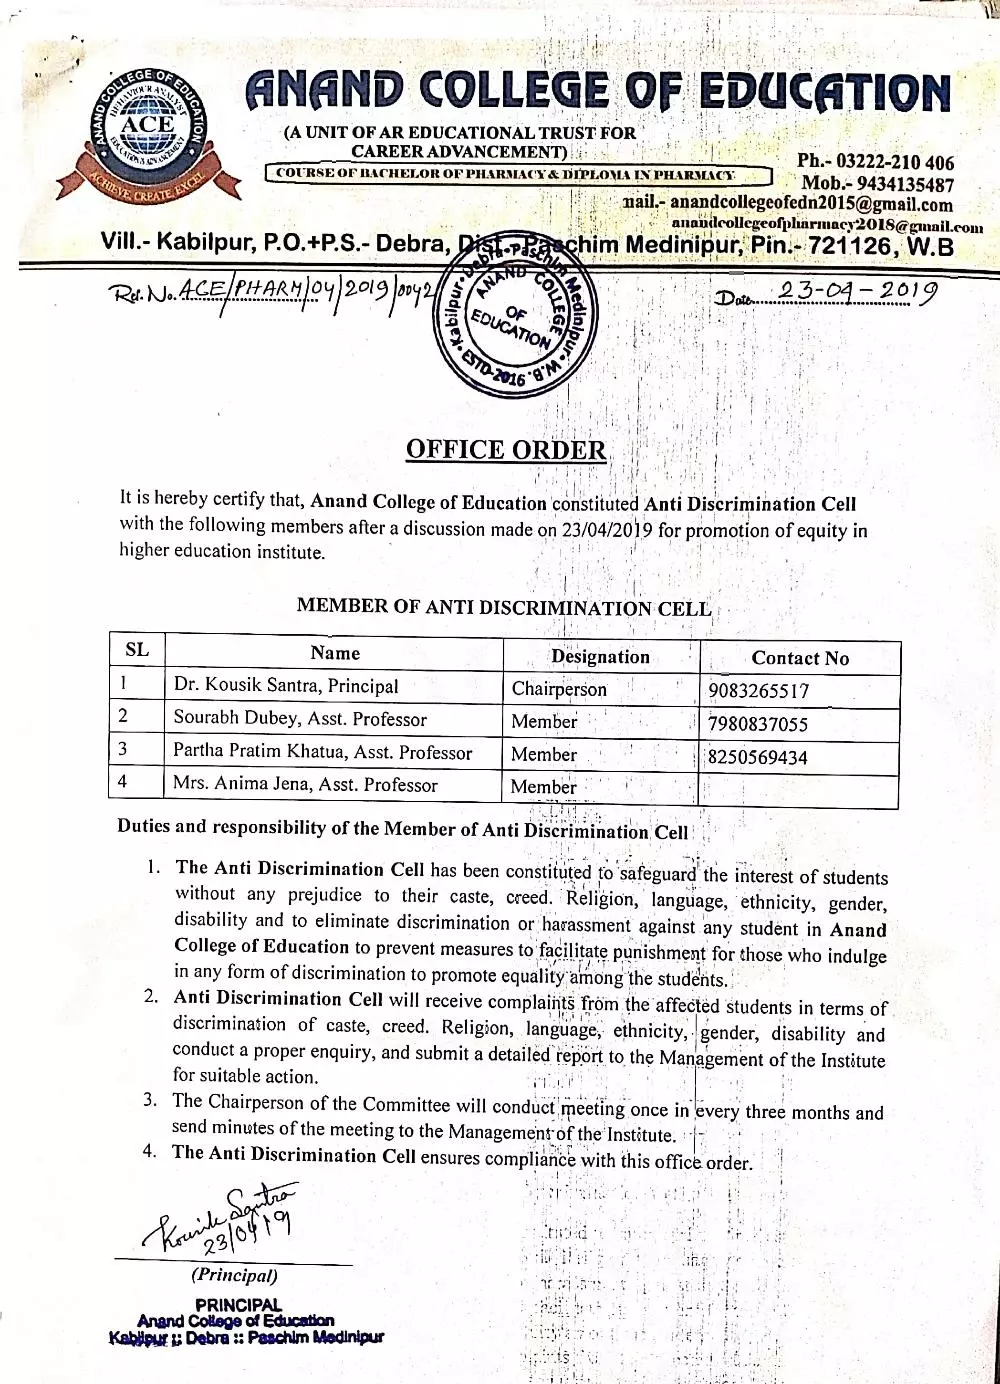 ANAND COLLEGE OF EDUCATION
(A UNIT OF AR EDUCATIONAL TRUST FOR
CAREER ADVANCEMENT)
COURSE OF BACHELOR OF PHARMACY & DIPLOMA IN PHARMACY
Ph.- 03222-210 406
Mob.- 9434135487
mail.- anandcollegeofedn2015@gmail.com
anandcollegeofpharmacy2018@gmail.com
Vill.- Kabilpur, P.O.+P.S.- Debra, Dist.- Paschim Medinipur, Pin.- 721126, W.B
ANAND COLLEGE OF EDUCATION
BEHAVIOUR ANALYST
ACE
EDUCATION IS ADVANCEMENT
ACHIEVE, CREATE, EXCEL
Ref. No. ACE/PHARM/04/2019/0042
Date 23-04-2019
Kabilpur • Debra • Paschim Medinipur • W.B.
ANAND COLLEGE
OF
EDUCATION
ESTD-2016
OFFICE ORDER
It is hereby certify that, Anand College of Education constituted Anti Discrimination Cell
with the following members after a discussion made on 23/04/2019 for promotion of equity in
higher education institute.
MEMBER OF ANTI DISCRIMINATION CELL
SL Name Designation Contact No
1 Dr. Kousik Santra, Principal Chairperson 9083265517
2 Sourabh Dubey, Asst. Professor Member 7980837055
3 Partha Pratim Khatua, Asst. Professor Member 8250569434
4 Mrs. Anima Jena, Asst. Professor Member
Duties and responsibility of the Member of Anti Discrimination Cell
1. The Anti Discrimination Cell has been constituted to safeguard the interest of students
without any prejudice to their caste, creed. Religion, language, ethnicity, gender,
disability and to eliminate discrimination or harassment against any student in Anand
College of Education to prevent measures to facilitate punishment for those who indulge
in any form of discrimination to promote equality among the students.
2. Anti Discrimination Cell will receive complaints from the affected students in terms of
discrimination of caste, creed. Religion, language, ethnicity, gender, disability and
conduct a proper enquiry, and submit a detailed report to the Management of the Institute
for suitable action.
3. The Chairperson of the Committee will conduct meeting once in every three months and
send minutes of the meeting to the Management of the Institute.
4. The Anti Discrimination Cell ensures compliance with this office order.
Kousik Santra
23/04/19
(Principal)
PRINCIPAL
Anand College of Education
Kabilpur :: Debra :: Paschim Medinipur